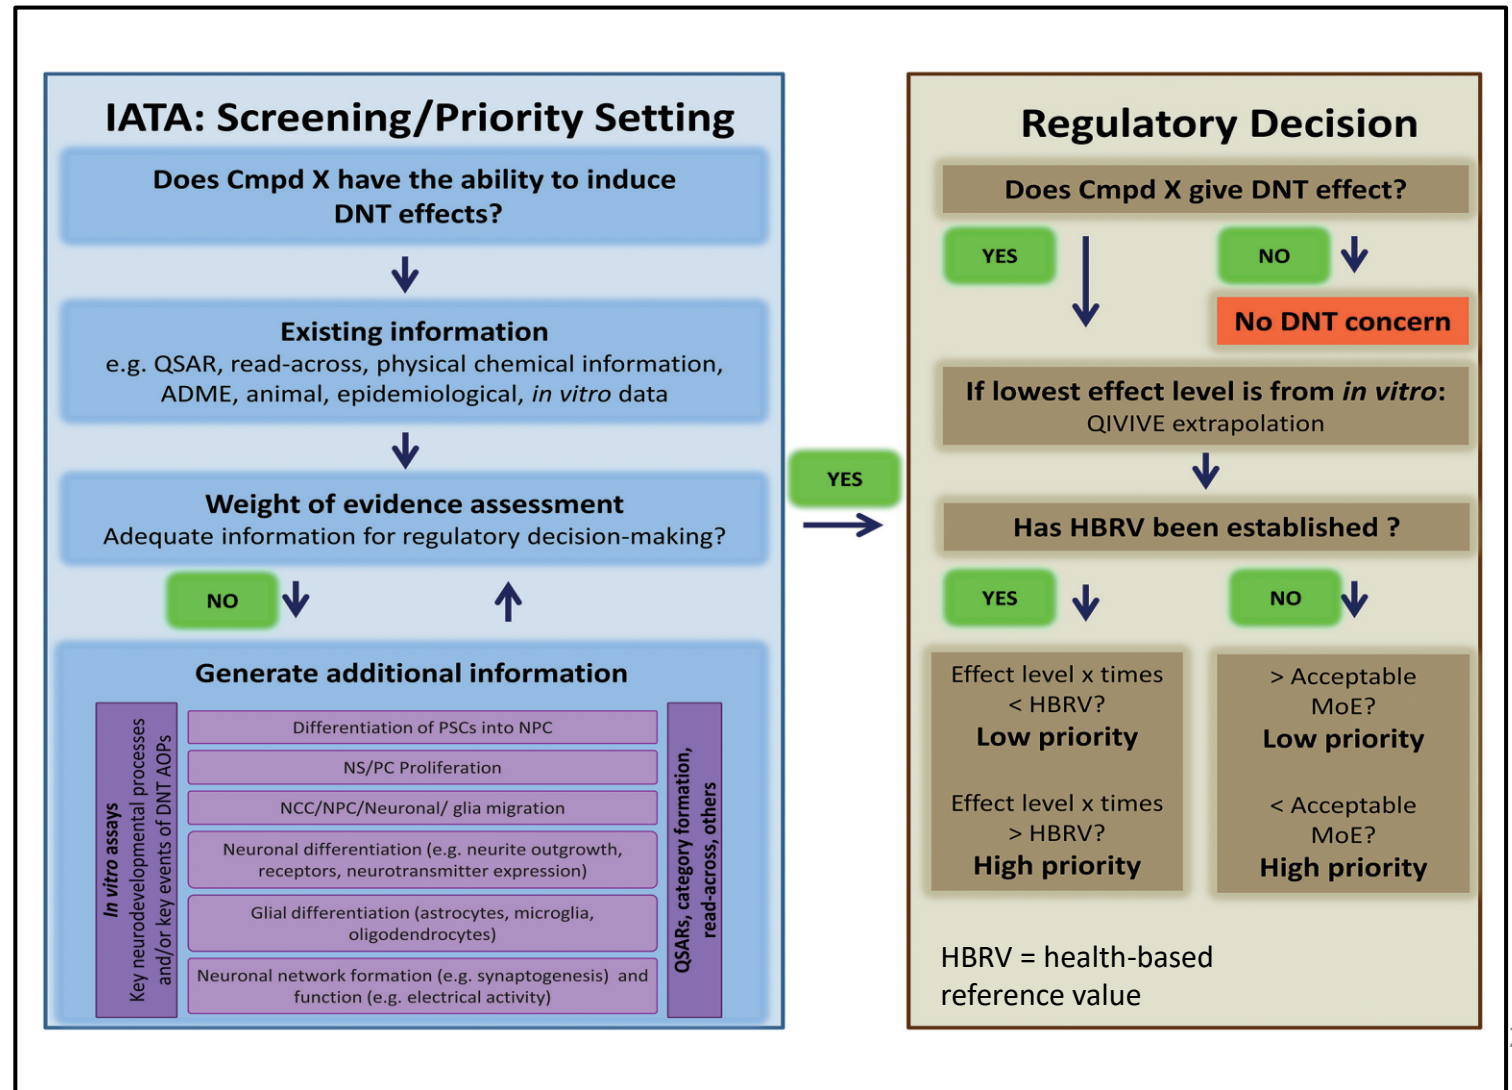 IATA: Screening/Priority Setting
Does Cmpd X have the ability to induce
DNT effects?
Existing information
e.g. QSAR, read-across, physical chemical information,
ADME, animal, epidemiological, in vitro data
Weight of evidence assessment
Adequate information for regulatory decision-making?
NO
Generate additional information
In vitro assays
Key neurodevelopmental processes
and/or key events of DNT AOPs
Differentiation of PSCs into NPC
NS/PC Proliferation
NCC/NPC/Neuronal/ glia migration
Neuronal differentiation (e.g. neurite outgrowth,
receptors, neurotransmitter expression)
Glial differentiation (astrocytes, microglia,
oligodendrocytes)
Neuronal network formation (e.g. synaptogenesis) and
function (e.g. electrical activity)
QSARs, category formation,
read-across, others
YES
Regulatory Decision
Does Cmpd X give DNT effect?
YES
NO
No DNT concern
If lowest effect level is from in vitro:
QIVIVE extrapolation
Has HBRV been established ?
YES
NO
Effect level x times
< HBRV?
Low priority
Effect level x times
> HBRV?
High priority
> Acceptable
MoE?
Low priority
< Acceptable
MoE?
High priority
HBRV = health-based
reference value